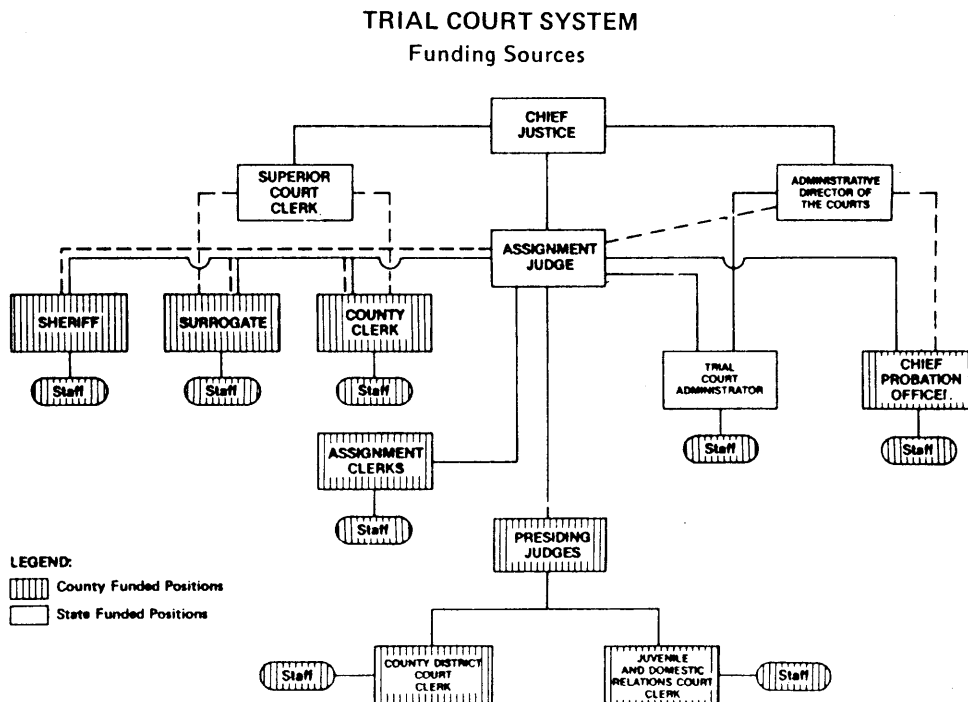 TRIAL COURT SYSTEM
Funding Sources
CHIEF
JUSTICE
SUPERIOR
COURT
CLERK
ADMINISTRATIVE
DIRECTOR OF
THE COURTS
ASSIGNMENT
JUDGE
SHERIFF
SURROGATE
COUNTY
CLERK
Staff
Staff
Staff
TRIAL
COURT
ADMINISTRATOR
CHIEF
PROBATION
OFFICE!.
Staff
Staff
ASSIGNMENT
CLERKS
Staff
PRESIDING
JUDGES
LEGEND:
County Funded Positions
State Funded Positions
Staff
COUNTY DISTRICT
COURT
CLERK
JUVENILE
AND DOMESTIC
RELATIONS COURT
CLERK
Staff